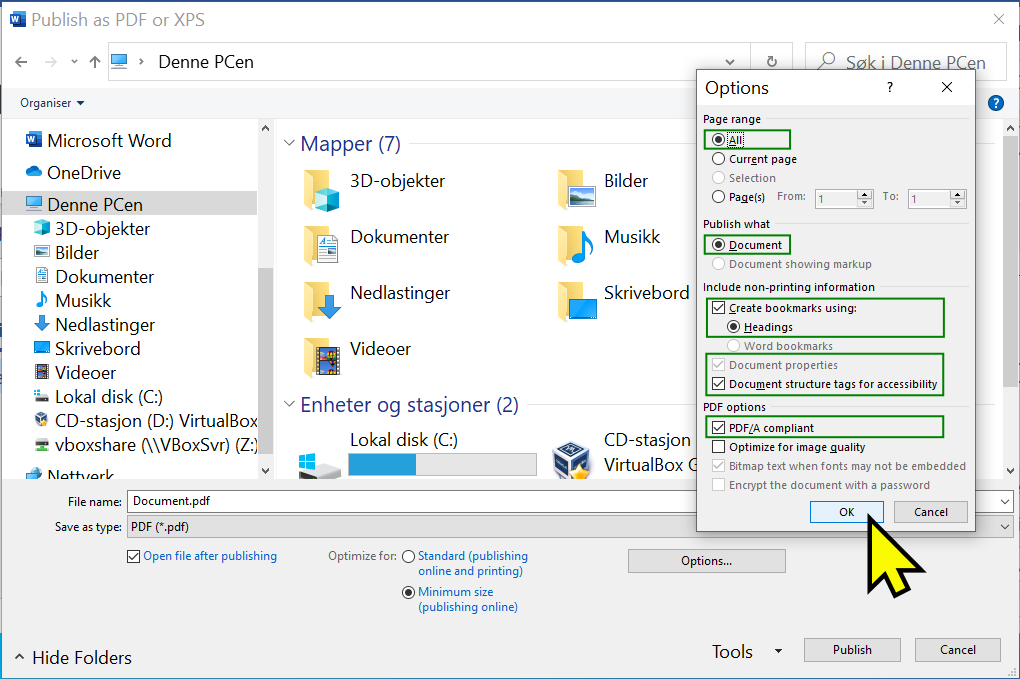 Publish as PDF or XPS
Denne PCen
Søk i Denne PCen
Organiser
Microsoft Word
OneDrive
Denne PCen
3D-objekter
Bilder
Dokumenter
Musikk
Nedlastinger
Skrivebord
Videoer
Lokal disk (C:)
CD-stasjon (D:) VirtualBox
vboxshare (\\VBoxSvr) (Z:)
Nettverk
Mapper (7)
3D-objekter
Bilder
Dokumenter
Musikk
Nedlastinger
Skrivebord
Videoer
Enheter og stasjoner (2)
Lokal disk (C:)
CD-stasjon
VirtualBox G
File name: Document.pdf
Save as type: PDF (*.pdf)
Open file after publishing
Optimize for:
Standard (publishing
online and printing)
Minimum size
(publishing online)
Options...
Hide Folders
Tools
Publish
Cancel
Options
?
Page range
All
Current page
Selection
Page(s) From: 1 To: 1
Publish what
Document
Document showing markup
Include non-printing information
Create bookmarks using:
Headings
Word bookmarks
Document properties
Document structure tags for accessibility
PDF options
PDF/A compliant
Optimize for image quality
Bitmap text when fonts may not be embedded
Encrypt the document with a password
OK
Cancel
?